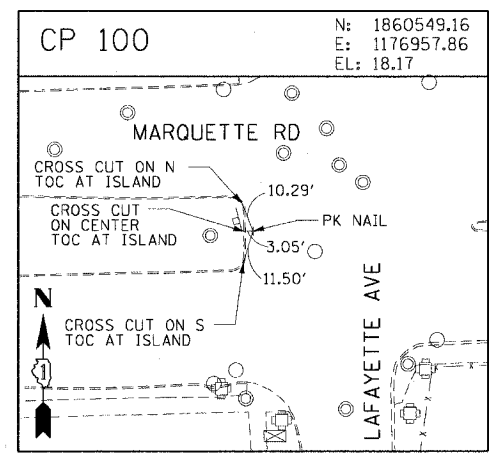 CP 100
N: 1860549.16
E: 1176957.86
EL: 18.17
MARQUETTE RD
CROSS CUT ON N
TOC AT ISLAND
10.29'
CROSS CUT
ON CENTER
TOC AT ISLAND
PK NAIL
3.05'
11.50'
N
1
CROSS CUT ON S
TOC AT ISLAND
LAFAYETTE AVE